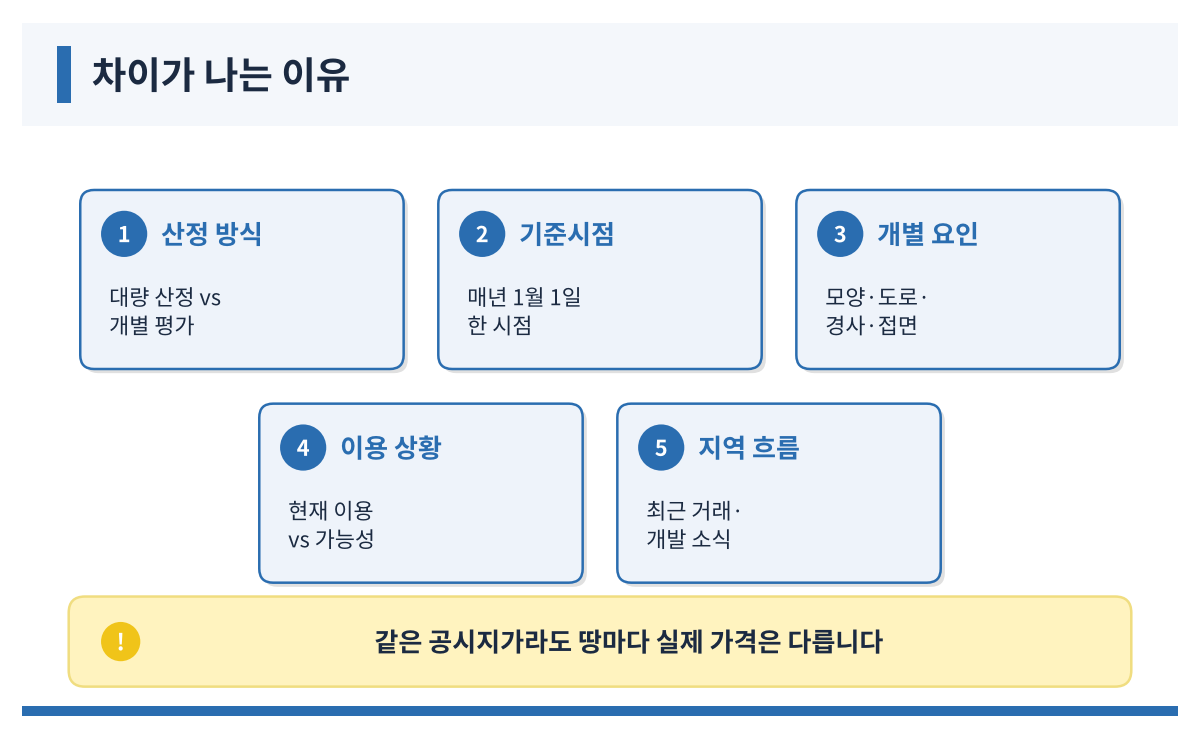 차이가 나는 이유
1 산정 방식
대량 산정 vs
개별 평가
2 기준시점
매년 1월 1일
한 시점
3 개별 요인
모양·도로·
경사·접면
4 이용 상황
현재 이용
vs 가능성
5 지역 흐름
최근 거래·
개발 소식
! 같은 공시지가라도 땅마다 실제 가격은 다릅니다